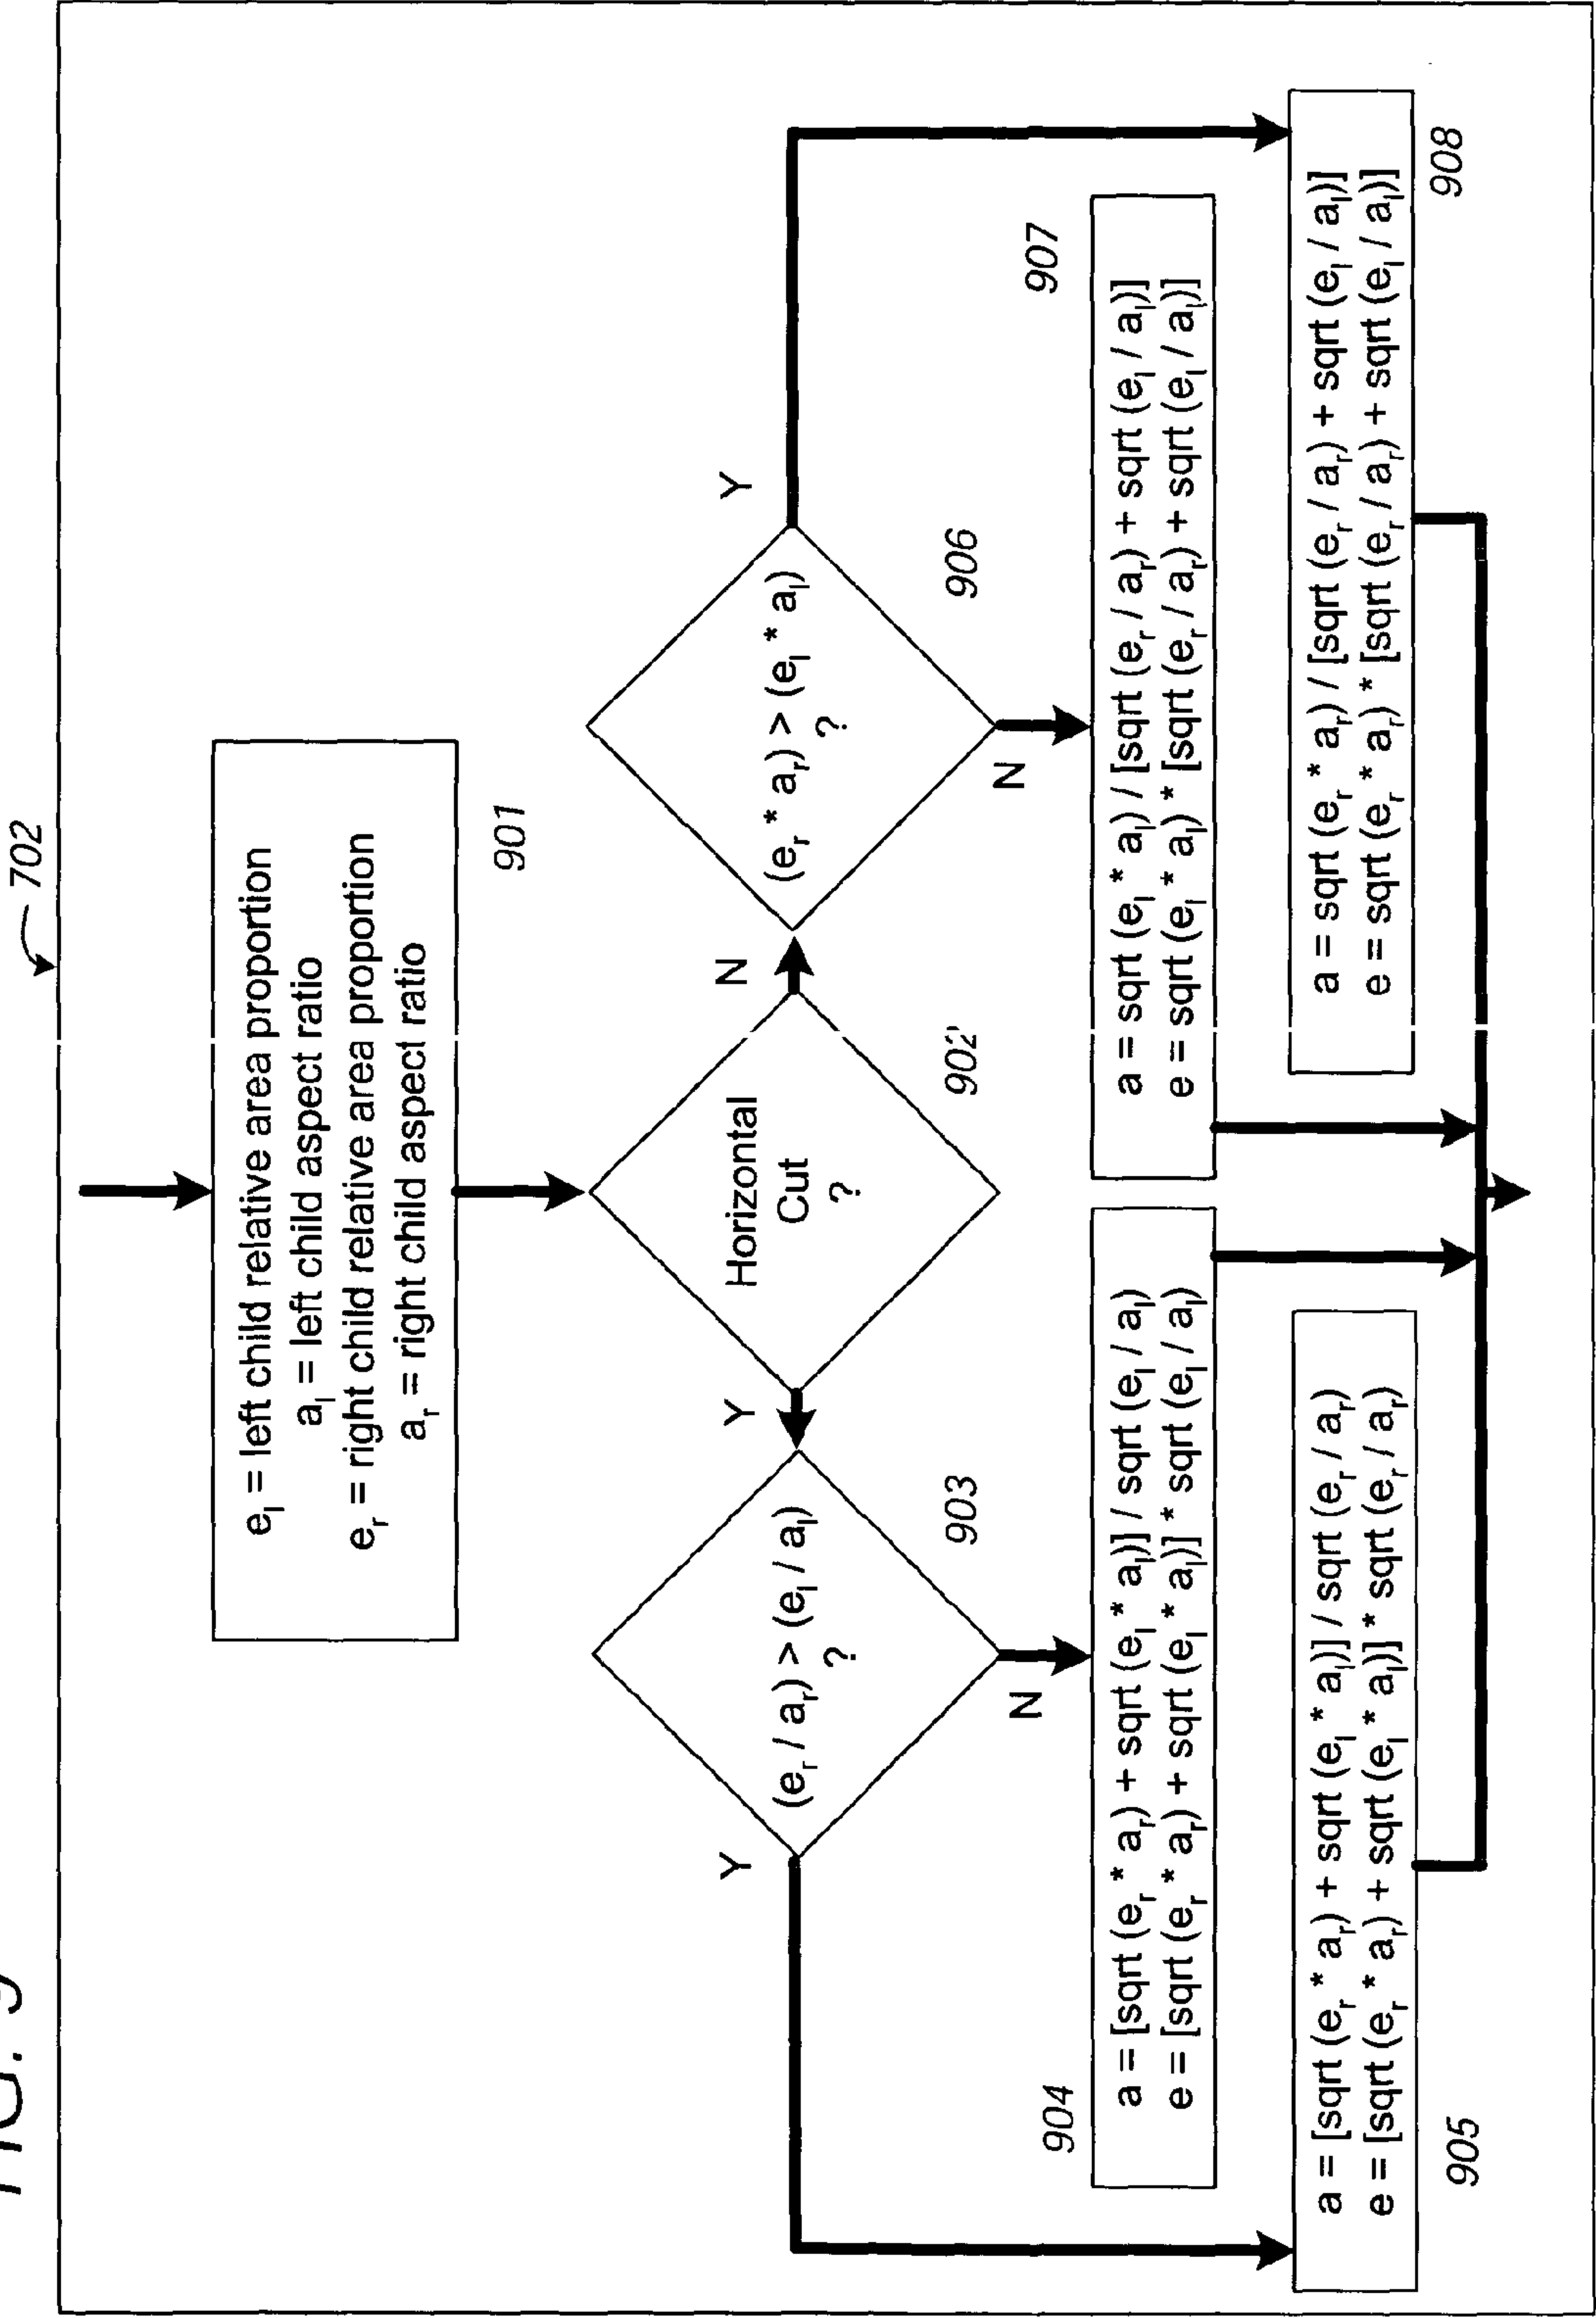 FIG. 9
702
e_l = left child relative area proportion
a_l = left child aspect ratio
e_r = right child relative area proportion
a_r = right child aspect ratio
901
Horizontal
Cut
?
902
Y
N
(e_r / a_r) > (e_l / a_l)
?
903
Y
N
(e_r * a_r) > (e_l * a_l)
?
906
Y
N
904
a = [sqrt (e_r * a_r) + sqrt (e_l * a_l)] / sqrt (e_l / a_l)
e = [sqrt (e_r * a_r) + sqrt (e_l * a_l)] * sqrt (e_l / a_l)
907
a = sqrt (e_l * a_l) / [sqrt (e_r / a_r) + sqrt (e_l / a_l)]
e = sqrt (e_l * a_l) * [sqrt (e_r / a_r) + sqrt (e_l / a_l)]
a = [sqrt (e_r * a_r) + sqrt (e_l * a_l)] / sqrt (e_r / a_r)
e = [sqrt (e_r * a_r) + sqrt (e_l * a_l)] * sqrt (e_r / a_r)
905
a = sqrt (e_r * a_r) / [sqrt (e_r / a_r) + sqrt (e_l / a_l)]
e = sqrt (e_r * a_r) * [sqrt (e_r / a_r) + sqrt (e_l / a_l)]
908